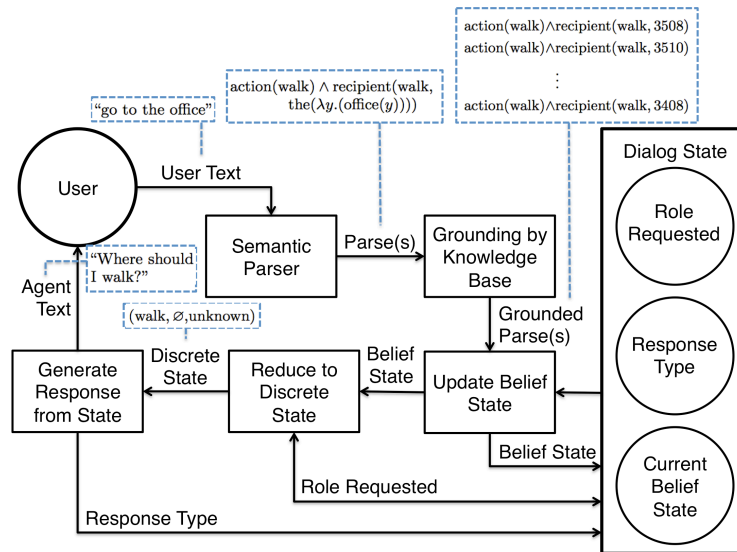 action(walk)∧recipient(walk, 3508)
action(walk)∧recipient(walk, 3510)
⋮
action(walk)∧recipient(walk, 3408)
action(walk) ∧ recipient(walk,
the(λy.(office(y))))
“go to the office”
User
User Text
Semantic
Parser
Parse(s)
Grounding by
Knowledge
Base
Dialog State
Role
Requested
Response
Type
Current
Belief
State
“Where should
I walk?”
Agent
Text
Grounded
Parse(s)
(walk, ∅,unknown)
Generate
Response
from State
Discrete
State
Reduce to
Discrete
State
Belief
State
Update Belief
State
Belief State
Role Requested
Response Type